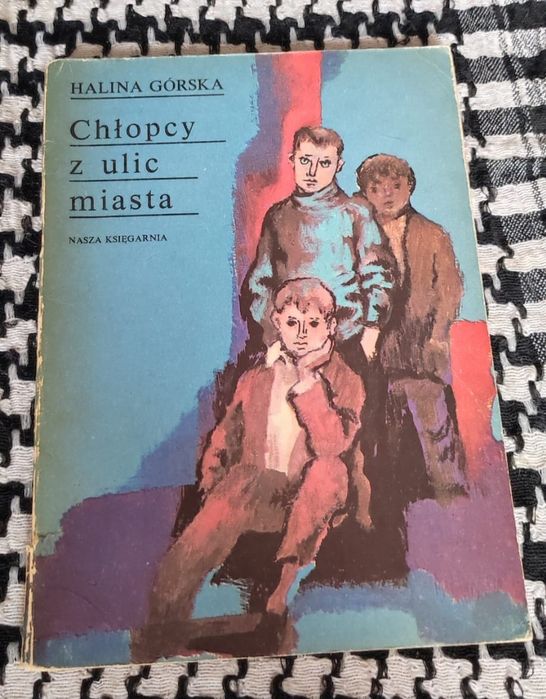 HALINA GÓRSKA
Chłopcy
z ulic
miasta
NASZA KSIĘGARNIA